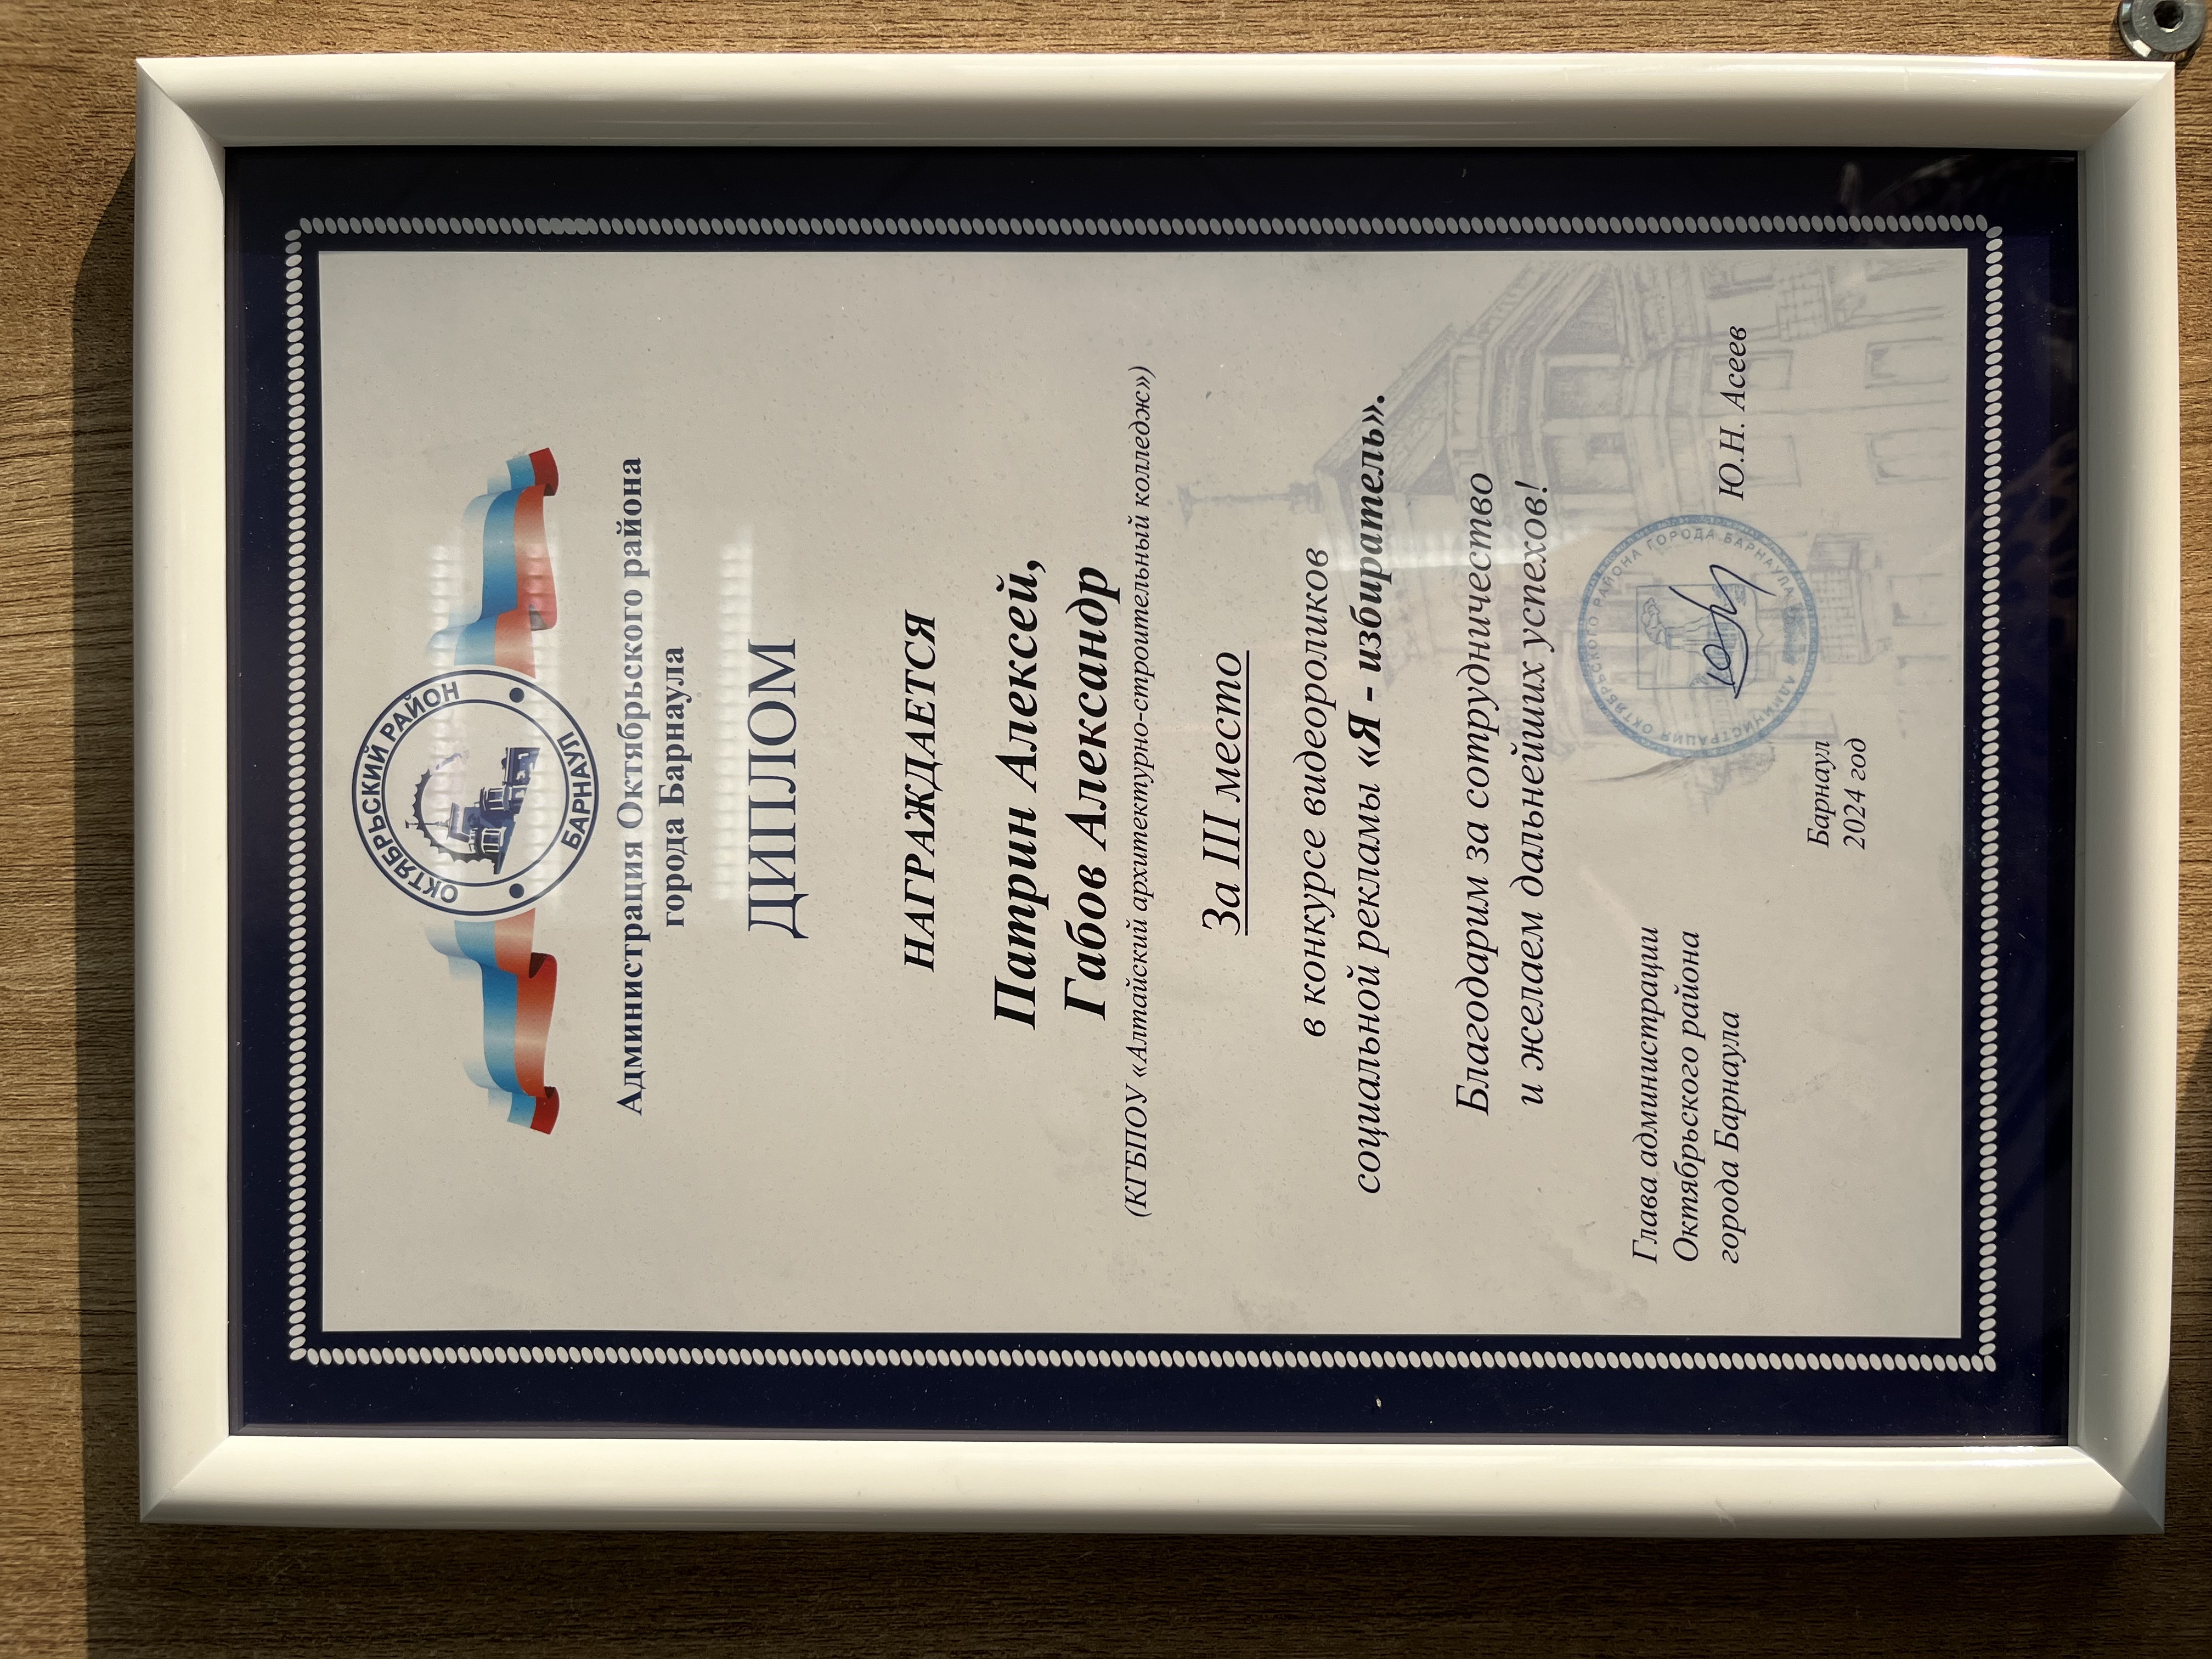 ОКТЯБРЬСКИЙ РАЙОН
БАРНАУЛ
Администрация Октябрьского района
города Барнаула
ДИПЛОМ
НАГРАЖДАЕТСЯ
Патрин Алексей,
Габов Александр
(КГБПОУ «Алтайский архитектурно-строительный колледж»)
За III место
в конкурсе видеороликов
социальной рекламы «Я - избиратель».
Благодарим за сотрудничество
и желаем дальнейших успехов!
Глава администрации
Октябрьского района
города Барнаула
Ю.Н. Асеев
АДМИНИСТРАЦИЯ ОКТЯБРЬСКОГО РАЙОНА ГОРОДА БАРНАУЛА
Барнаул
2024 год